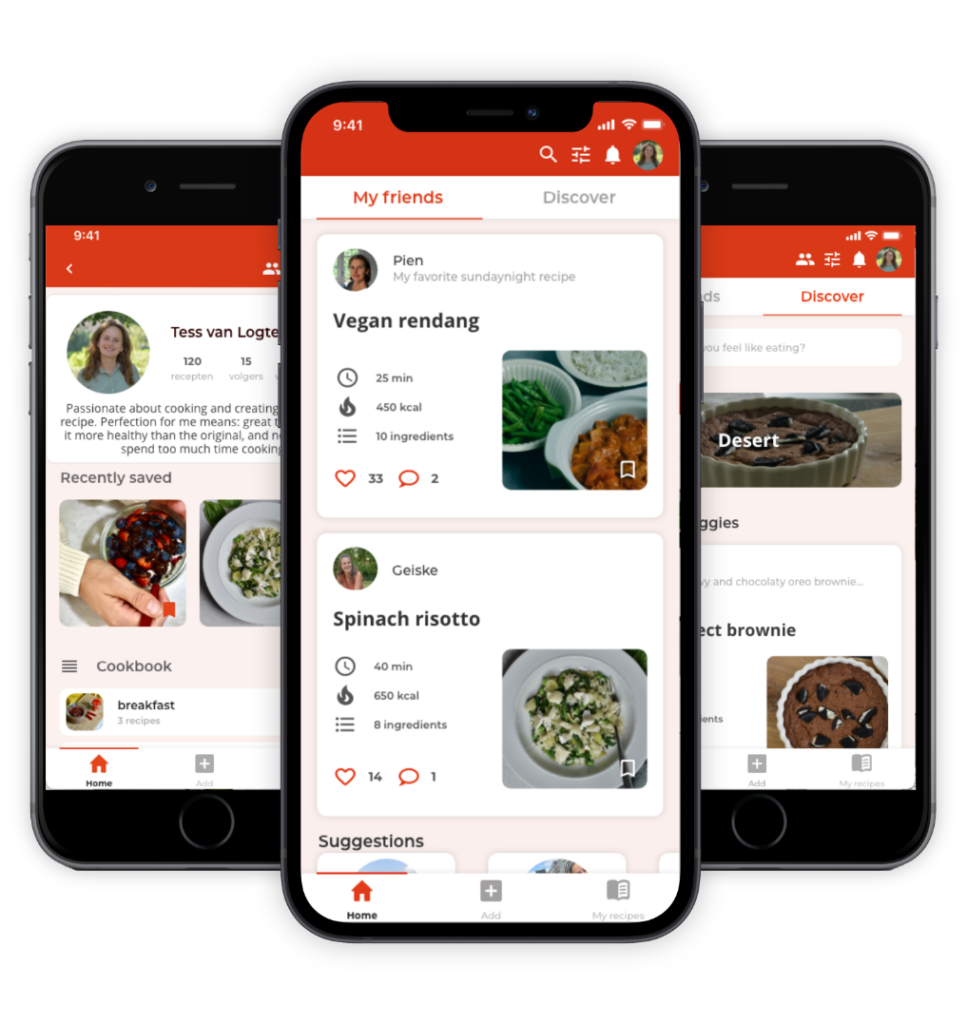 9:41
Tess van Logte
120
15
recepten
volgers
Passionate about cooking and creating
recipe. Perfection for me means: great t
it more healthy than the original, and n
spend too much time cooking
Recently saved
Cookbook
breakfast
3 recipes
Home
Add
9:41
My friends
Discover
Pien
My favorite sundaynight recipe
Vegan rendang
25 min
450 kcal
10 ingredients
33
2
Geiske
Spinach risotto
40 min
650 kcal
8 ingredients
14
1
Suggestions
Home
Add
My recipes
ds
Discover
you feel like eating?
Desert
ggies
vy and chocolaty oreo brownie...
ect brownie
ents
Add
My recipes